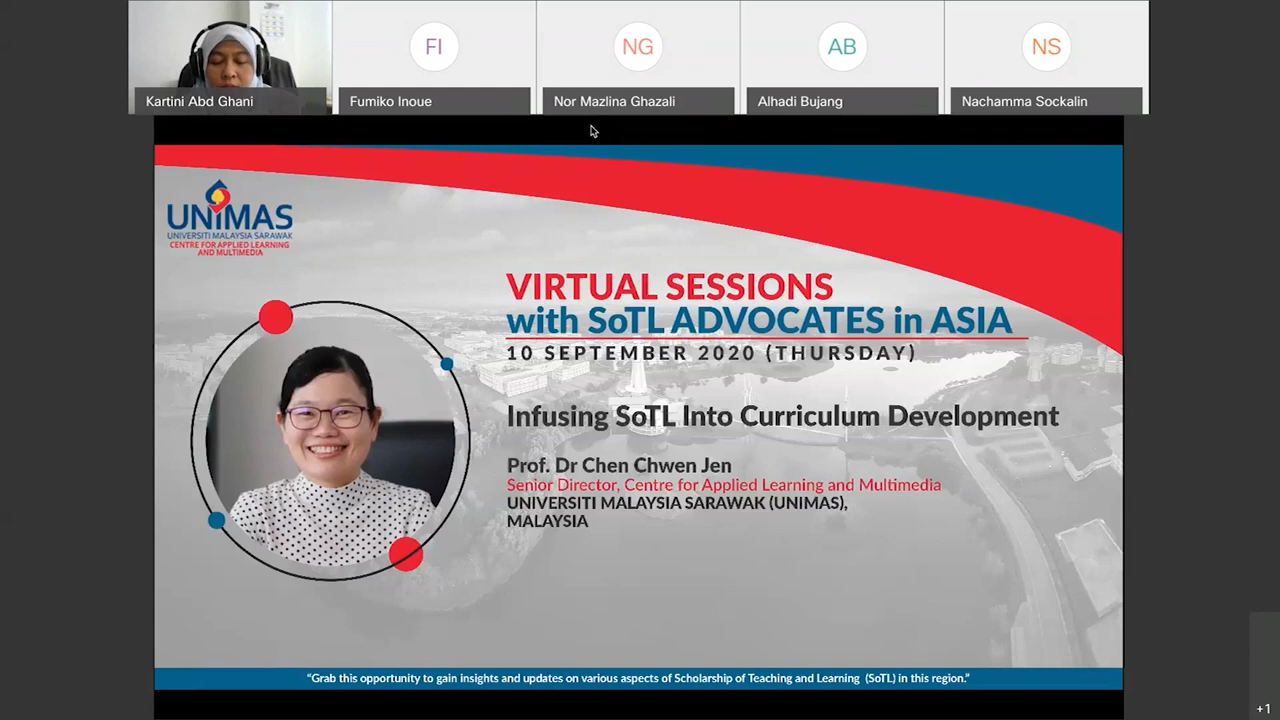 FI
NG
AB
NS
Kartini Abd Ghani
Fumiko Inoue
Nor Mazlina Ghazali
Alhadi Bujang
Nachamma Sockalin
UNIMAS
UNIVERSITI MALAYSIA SARAWAK
CENTRE FOR APPLIED LEARNING
AND MULTIMEDIA
VIRTUAL SESSIONS
with SoTL ADVOCATES in ASIA
10 SEPTEMBER 2020 (THURSDAY)
Infusing SoTL Into Curriculum Development
Prof. Dr Chen Chwen Jen
Senior Director, Centre for Applied Learning and Multimedia
UNIVERSITI MALAYSIA SARAWAK (UNIMAS),
MALAYSIA
"Grab this opportunity to gain insights and updates on various aspects of Scholarship of Teaching and Learning (SoTL) in this region."
+1